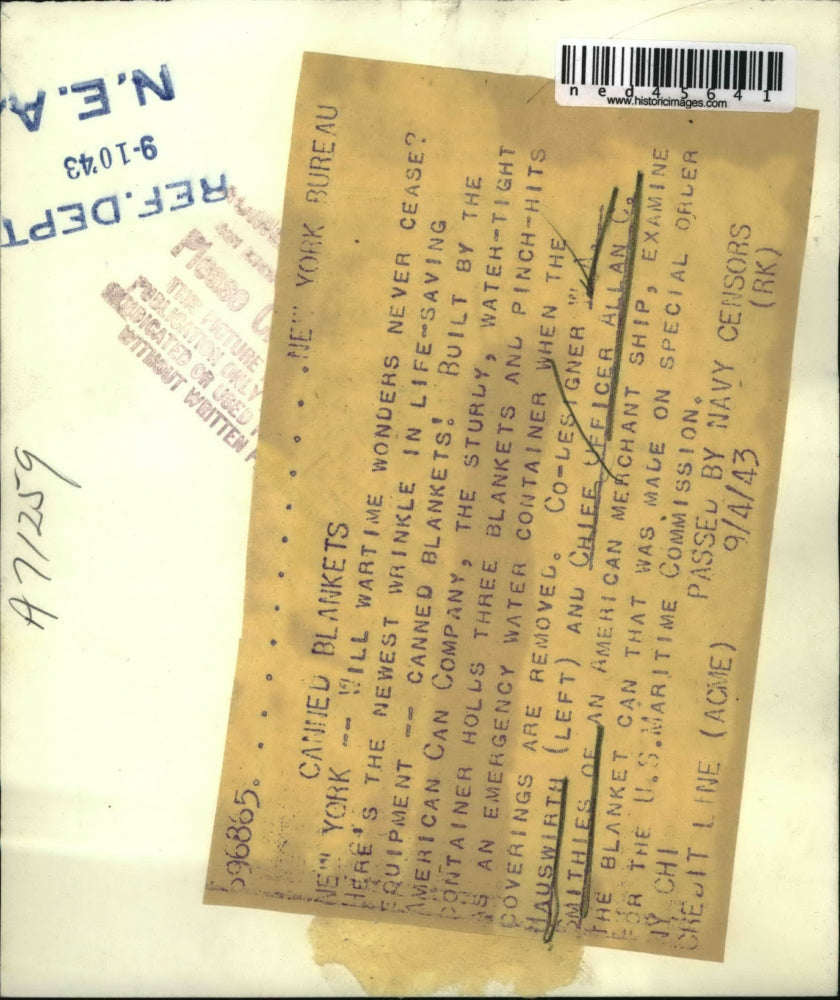 ned45641
www.historicimages.com
N.E.A.
9-10'43
REF. DEPT
Please
THE PICTURE
PUBLICATION ONLY
DUPLICATED OR USED
WITHOUT WRITTEN
A 71259
596865. NEW YORK BUREAU
CANNED BLANKETS
NEW YORK -- WILL WARTIME WONDERS NEVER CEASE?
HERE'S THE NEWEST WRINKLE IN LIFE-SAVING
EQUIPMENT -- CANNED BLANKETS! BUILT BY THE
AMERICAN CAN COMPANY, THE STURDY, WATER-TIGHT
CONTAINER HOLDS THREE BLANKETS AND PINCH-HITS
AS AN EMERGENCY WATER CONTAINER WHEN THE
COVERINGS ARE REMOVED. CO-DESIGNER W.A.
HAUSWIRTH (LEFT) AND CHIEF OFFICER ALLAN C.
SMITHIES OF AN AMERICAN MERCHANT SHIP, EXAMINE
THE BLANKET CAN THAT WAS MADE ON SPECIAL ORDER
FOR THE U.S. MARITIME COMMISSION.
NY CHI PASSED BY NAVY CENSORS
CREDIT LINE (ACME) 9/4/43 (RK)